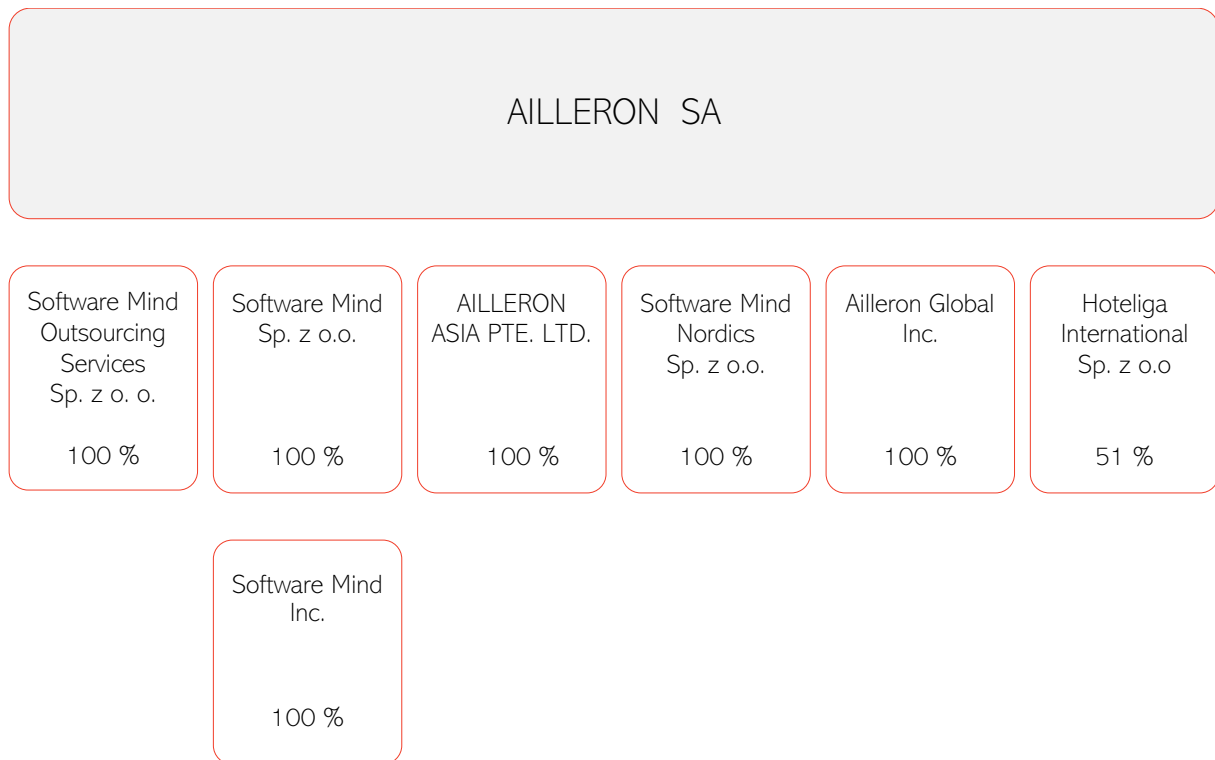 AILLERON SA
Software Mind
Outsourcing
Services
Sp. z o. o.
100 %
Software Mind
Sp. z o.o.
100 %
AILLERON
ASIA PTE. LTD.
100 %
Software Mind
Nordics
Sp. z o.o.
100 %
Ailleron Global
Inc.
100 %
Hoteliga
International
Sp. z o.o
51 %
Software Mind
Inc.
100 %